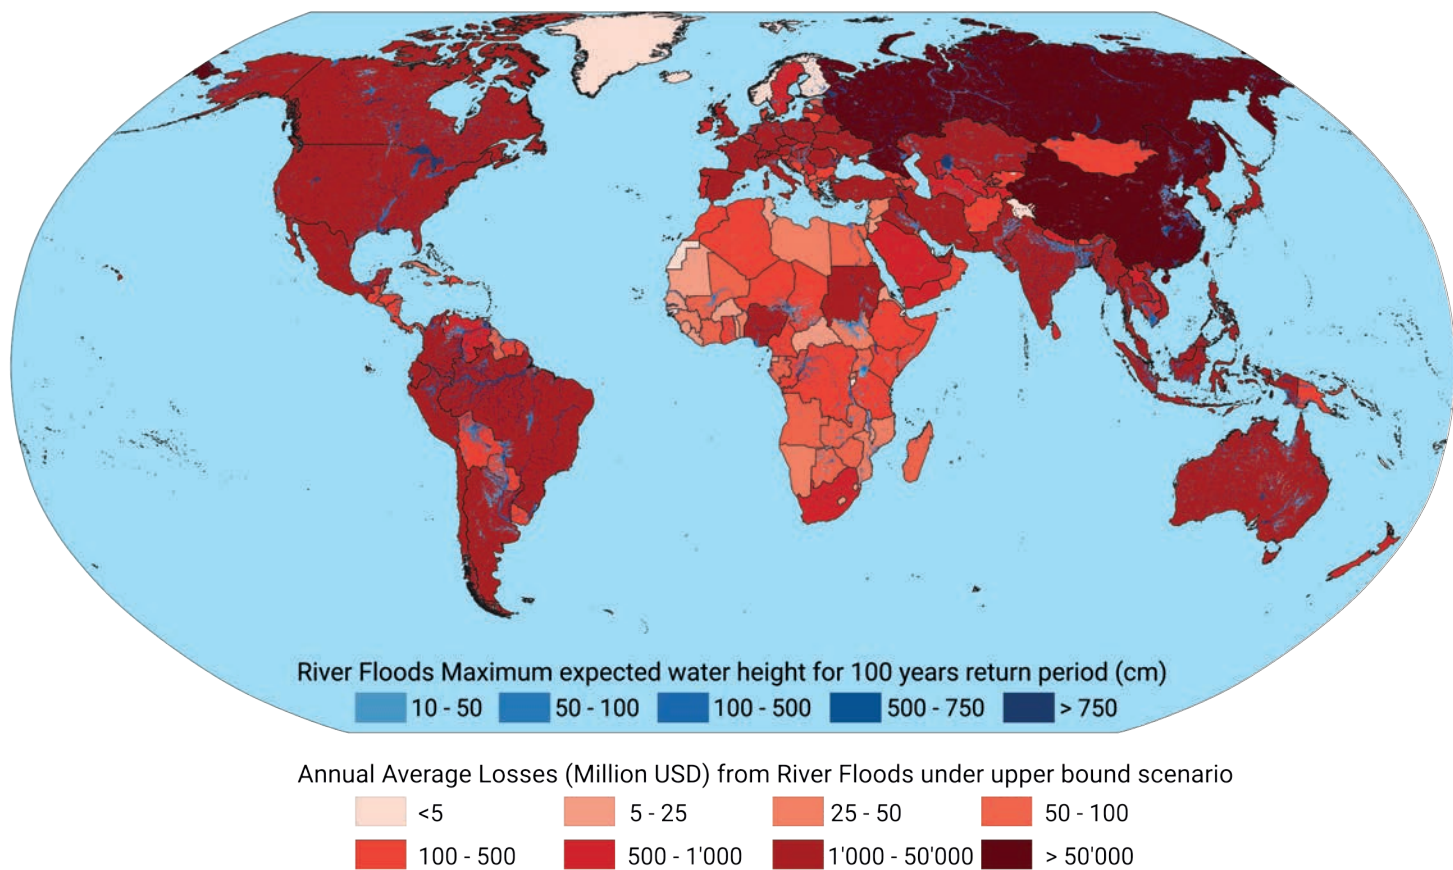 River Floods Maximum expected water height for 100 years return period (cm)
10 - 50 50 - 100 100 - 500 500 - 750 > 750
Annual Average Losses (Million USD) from River Floods under upper bound scenario
<5 5 - 25 25 - 50 50 - 100
100 - 500 500 - 1'000 1'000 - 50'000 > 50'000